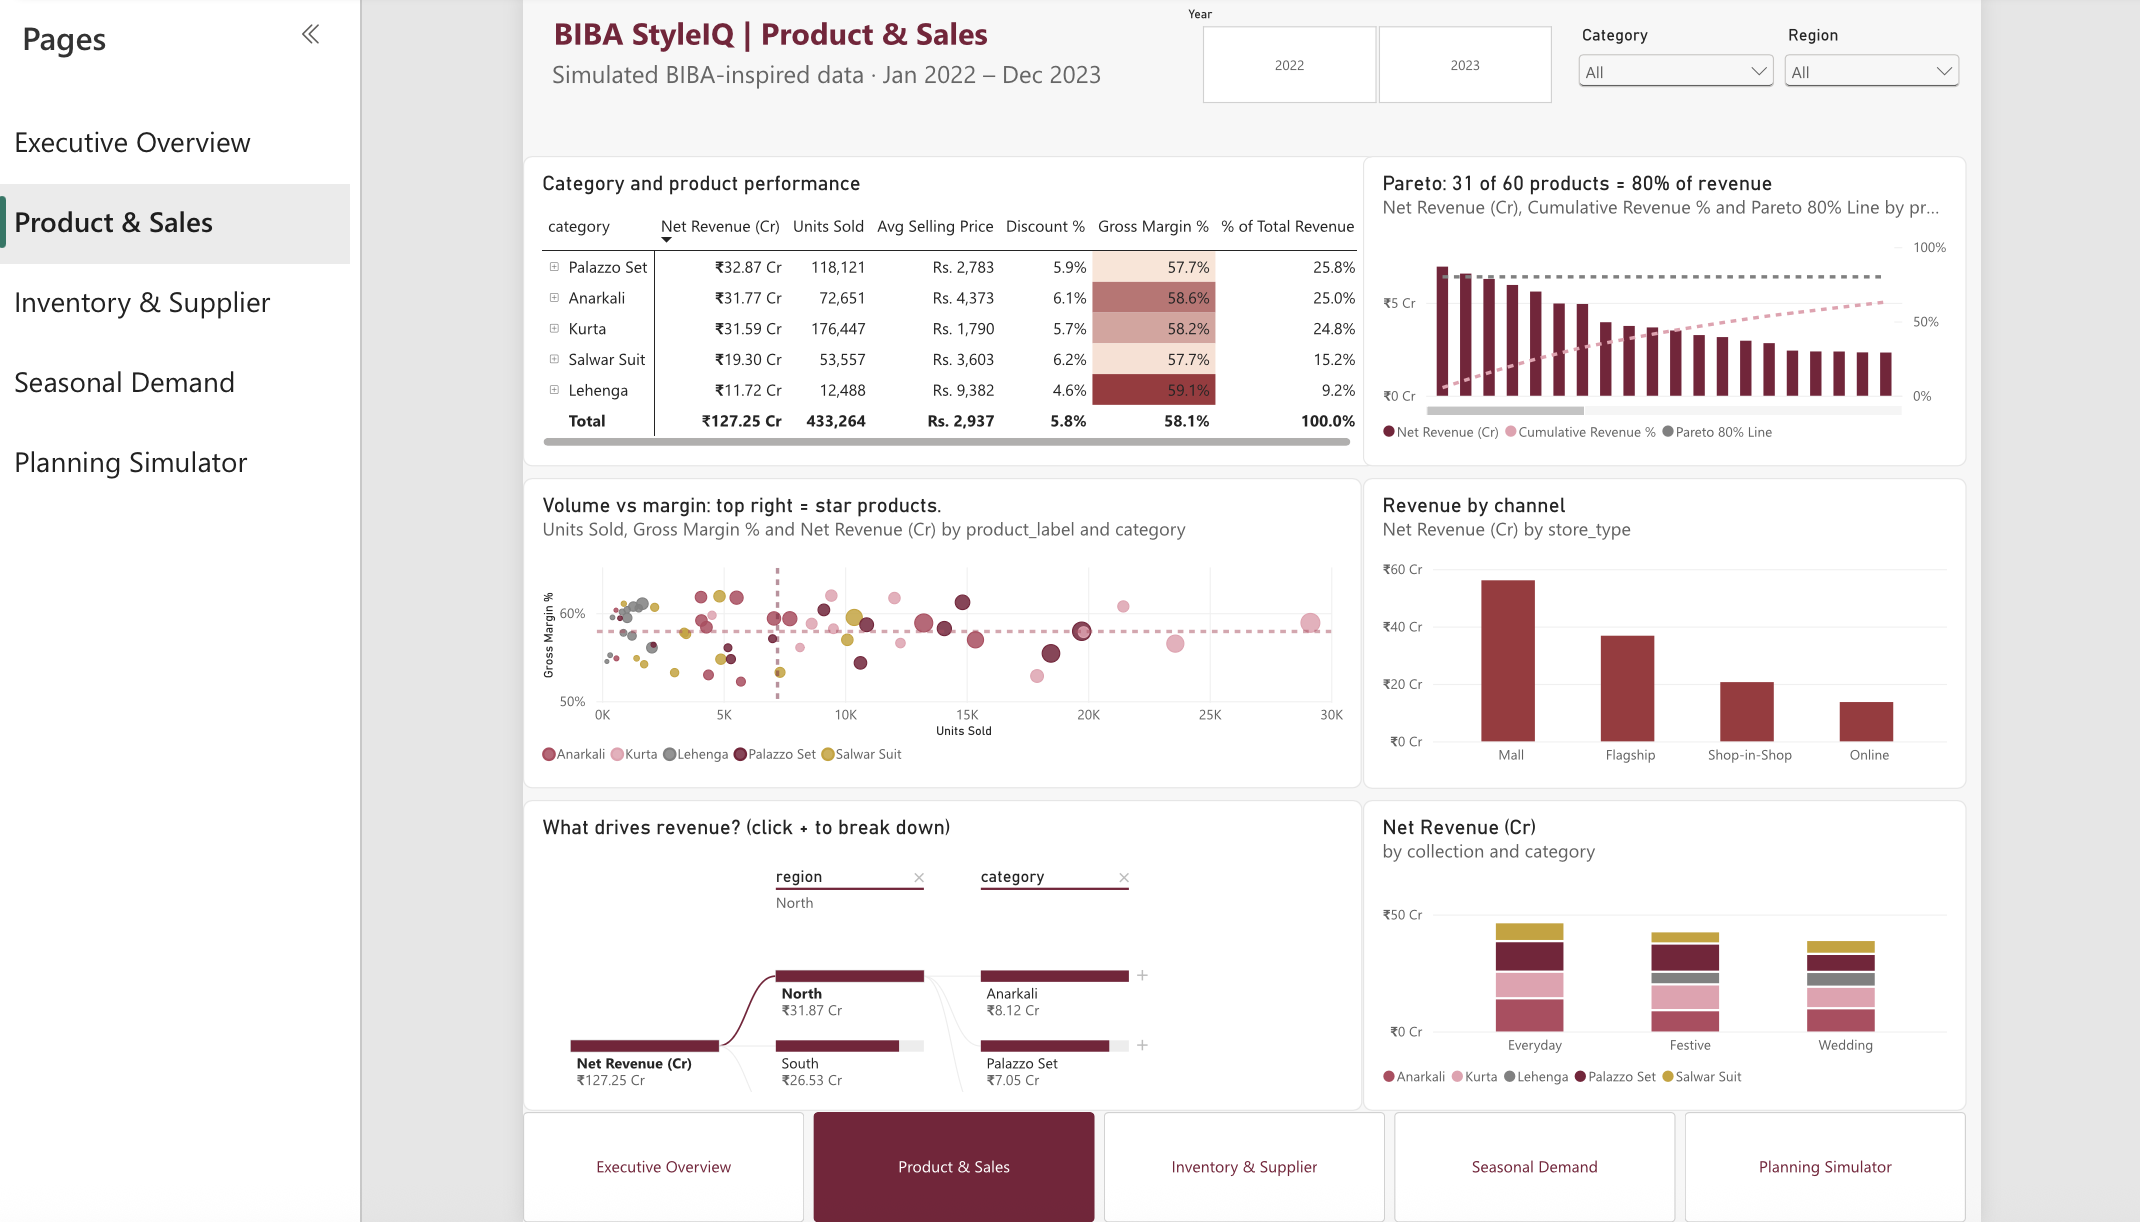 Pages
Executive Overview
Product & Sales
Inventory & Supplier
Seasonal Demand
Planning Simulator
BIBA StyleIQ | Product & Sales
Simulated BIBA-inspired data · Jan 2022 – Dec 2023
Year
2022
2023
Category
All
Region
All
Category and product performance
category Net Revenue (Cr) Units Sold Avg Selling Price Discount % Gross Margin % % of Total Revenue
Palazzo Set ₹32.87 Cr 118,121 Rs. 2,783 5.9% 57.7% 25.8%
Anarkali ₹31.77 Cr 72,651 Rs. 4,373 6.1% 58.6% 25.0%
Kurta ₹31.59 Cr 176,447 Rs. 1,790 5.7% 58.2% 24.8%
Salwar Suit ₹19.30 Cr 53,557 Rs. 3,603 6.2% 57.7% 15.2%
Lehenga ₹11.72 Cr 12,488 Rs. 9,382 4.6% 59.1% 9.2%
Total ₹127.25 Cr 433,264 Rs. 2,937 5.8% 58.1% 100.0%
Pareto: 31 of 60 products = 80% of revenue
Net Revenue (Cr), Cumulative Revenue % and Pareto 80% Line by pr...
100%
₹5 Cr
50%
₹0 Cr
0%
Net Revenue (Cr) Cumulative Revenue % Pareto 80% Line
Volume vs margin: top right = star products.
Units Sold, Gross Margin % and Net Revenue (Cr) by product_label and category
Gross Margin %
60%
50%
0K 5K 10K 15K 20K 25K 30K
Units Sold
Anarkali Kurta Lehenga Palazzo Set Salwar Suit
Revenue by channel
Net Revenue (Cr) by store_type
₹60 Cr
₹40 Cr
₹20 Cr
₹0 Cr
Mall Flagship Shop-in-Shop Online
What drives revenue? (click + to break down)
region
North
category
North
₹31.87 Cr
Anarkali
₹8.12 Cr
Net Revenue (Cr)
₹127.25 Cr
South
₹26.53 Cr
Palazzo Set
₹7.05 Cr
Net Revenue (Cr)
by collection and category
₹50 Cr
₹0 Cr
Everyday Festive Wedding
Anarkali Kurta Lehenga Palazzo Set Salwar Suit
Executive Overview
Product & Sales
Inventory & Supplier
Seasonal Demand
Planning Simulator